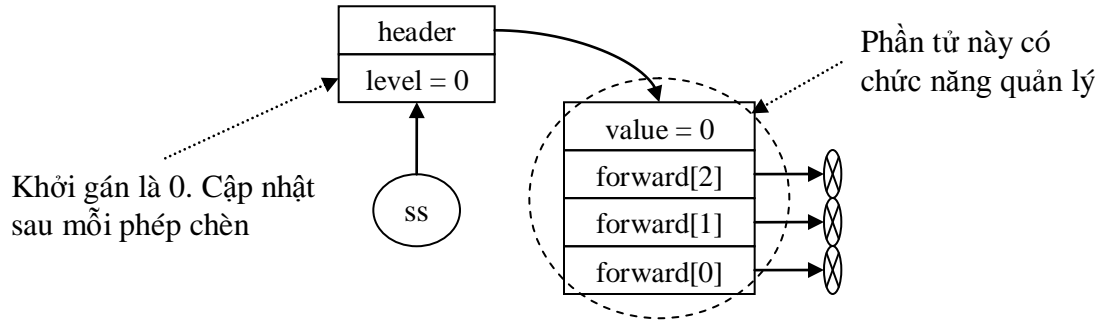 header
level = 0
Phần tử này có
chức năng quản lý
value = 0
forward[2]
forward[1]
forward[0]
Khởi gán là 0. Cập nhật
sau mỗi phép chèn
ss